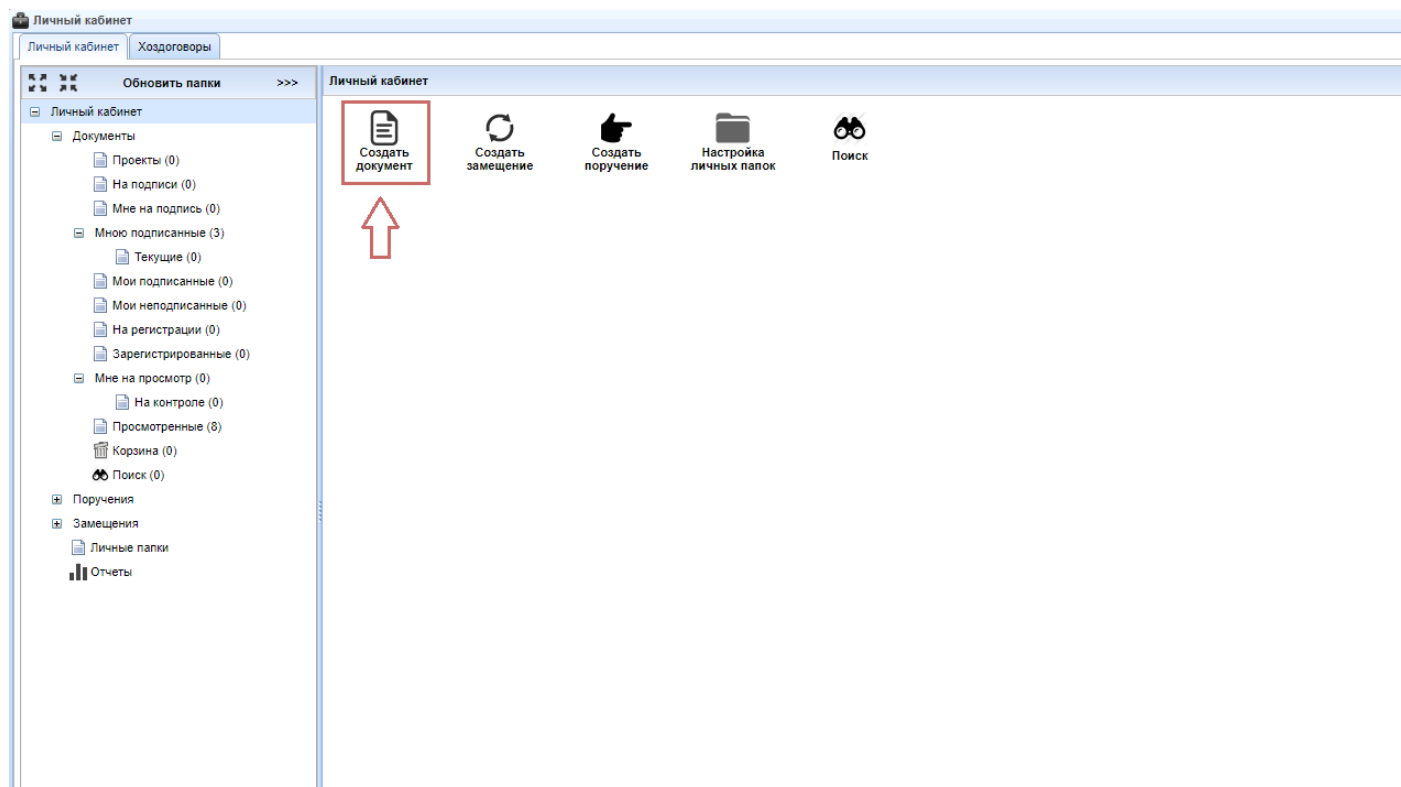 Личный кабинет
Личный кабинет
Хоздоговоры
Обновить папки >>>
Личный кабинет
Документы
Проекты (0)
На подписи (0)
Мне на подпись (0)
Мною подписанные (3)
Текущие (0)
Мои подписанные (0)
Мои неподписанные (0)
На регистрации (0)
Зарегистрированные (0)
Мне на просмотр (0)
На контроле (0)
Просмотренные (8)
Корзина (0)
Поиск (0)
Поручения
Замещения
Личные папки
Отчеты
Личный кабинет
Создать
документ
Создать
замещение
Создать
поручение
Настройка
личных папок
Поиск